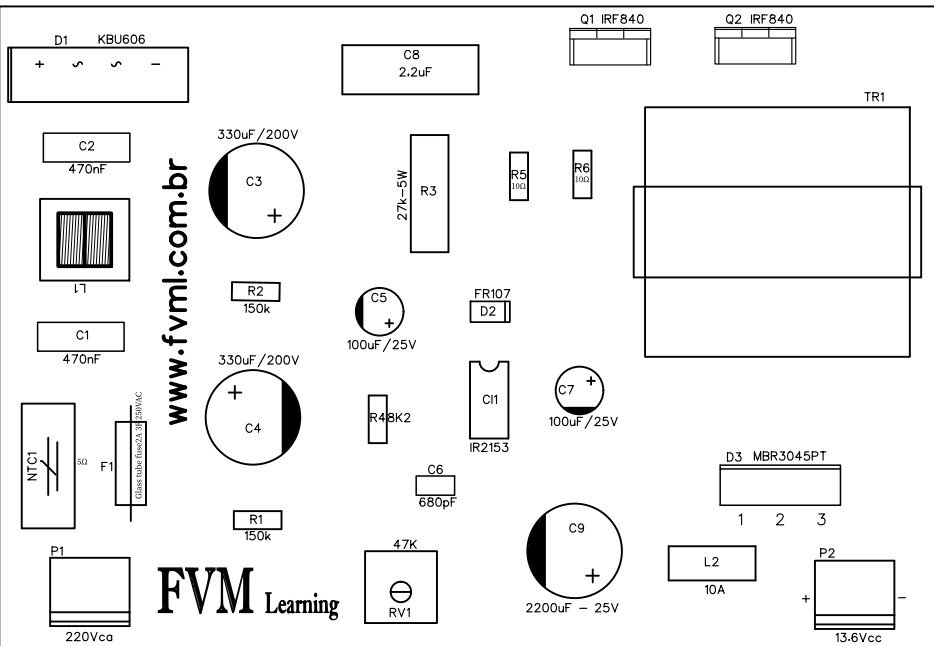 Q1 IRF840
Q2 IRF840
D1 KBU606
+ ∽ ∽ −
C8
2.2uF
TR1
C2
470nF
330uF/200V
C3
+
www.fvml.com.br
27k-5W
R3
R5
10Ω
R6
10Ω
L1
R2
150k
C5
+
100uF/25V
FR107
D2
C1
470nF
330uF/200V
+
C4
R4 8K2
CI1
IR2153
C7
+
100uF/25V
NTC1
5Ω
F1
Glass tube fuse2A 3F250VAC
C6
680pF
D3 MBR3045PT
1 2 3
R1
150k
C9
+
2200uF - 25V
L2
10A
P1
220Vca
FVM Learning
47K
RV1
P2
+ -
13.6Vcc